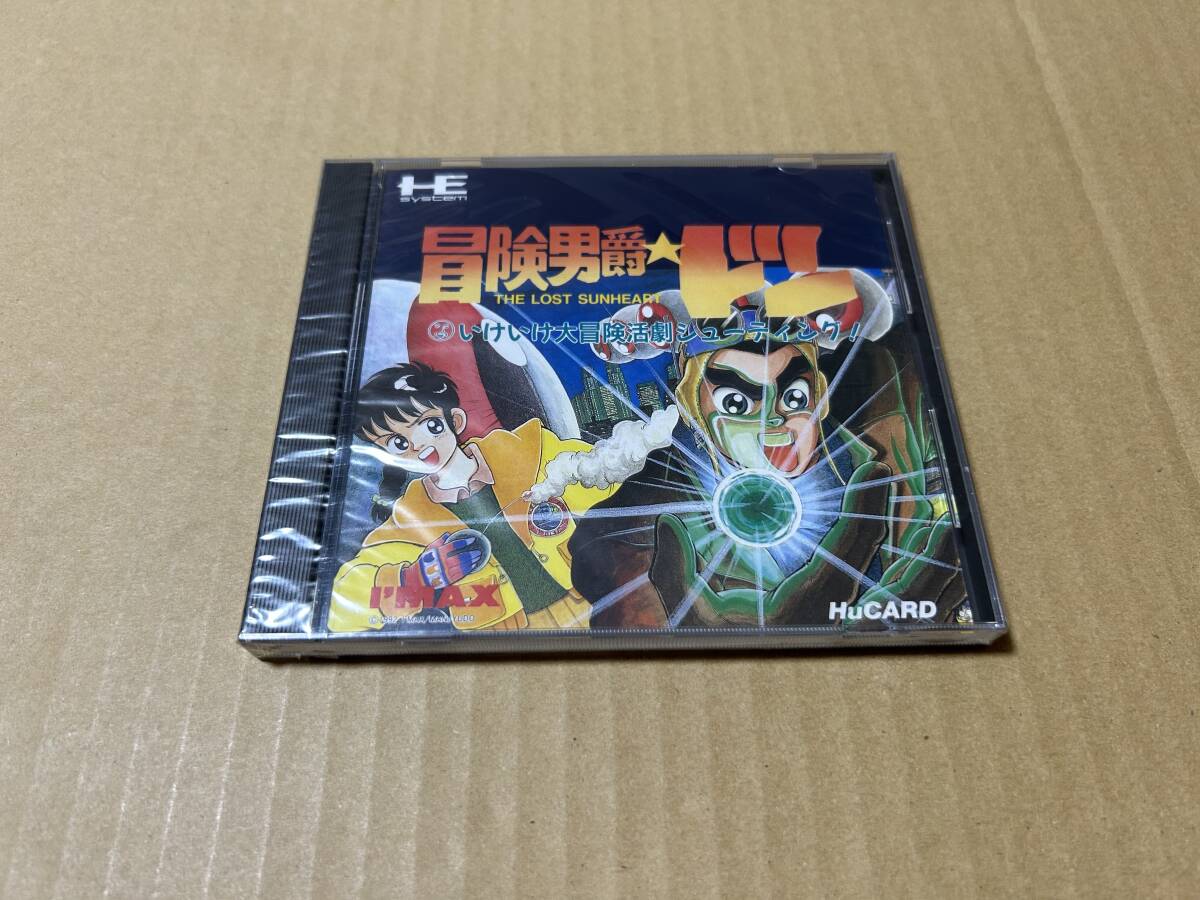 HE
system
冒険男爵★ドン
THE LOST SUNHEART
いけいけ大冒険活劇シューティング!
I'MAX
HuCARD